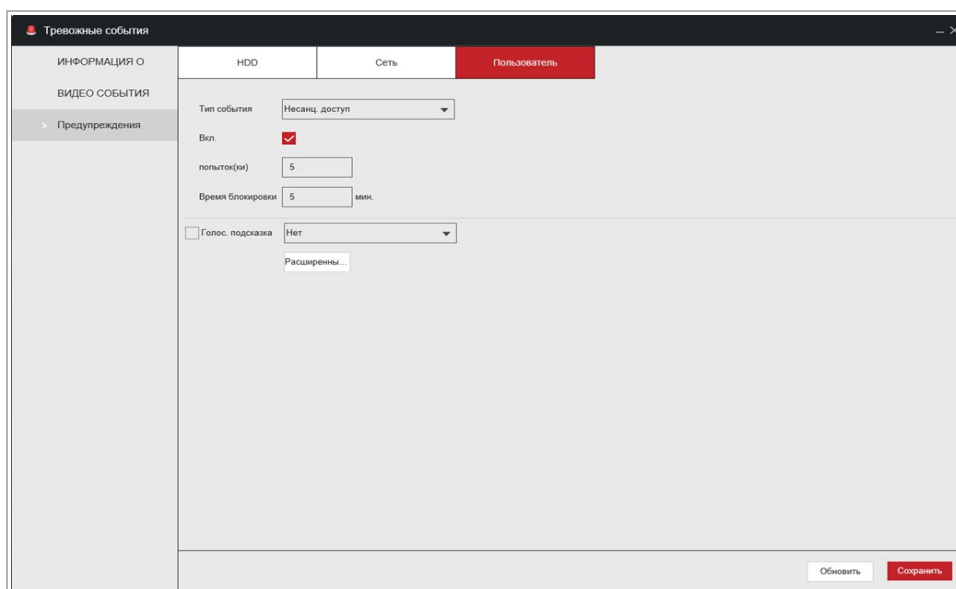 Тревожные события
ИНФОРМАЦИЯ О
ВИДЕО СОБЫТИЯ
> Предупреждения
HDD
Сеть
Пользователь
Тип события Несанц. доступ
Вкл.
попыток(ки) 5
Время блокировки 5 мин.
Голос. подсказка Нет
Расширенны...
Обновить Сохранить